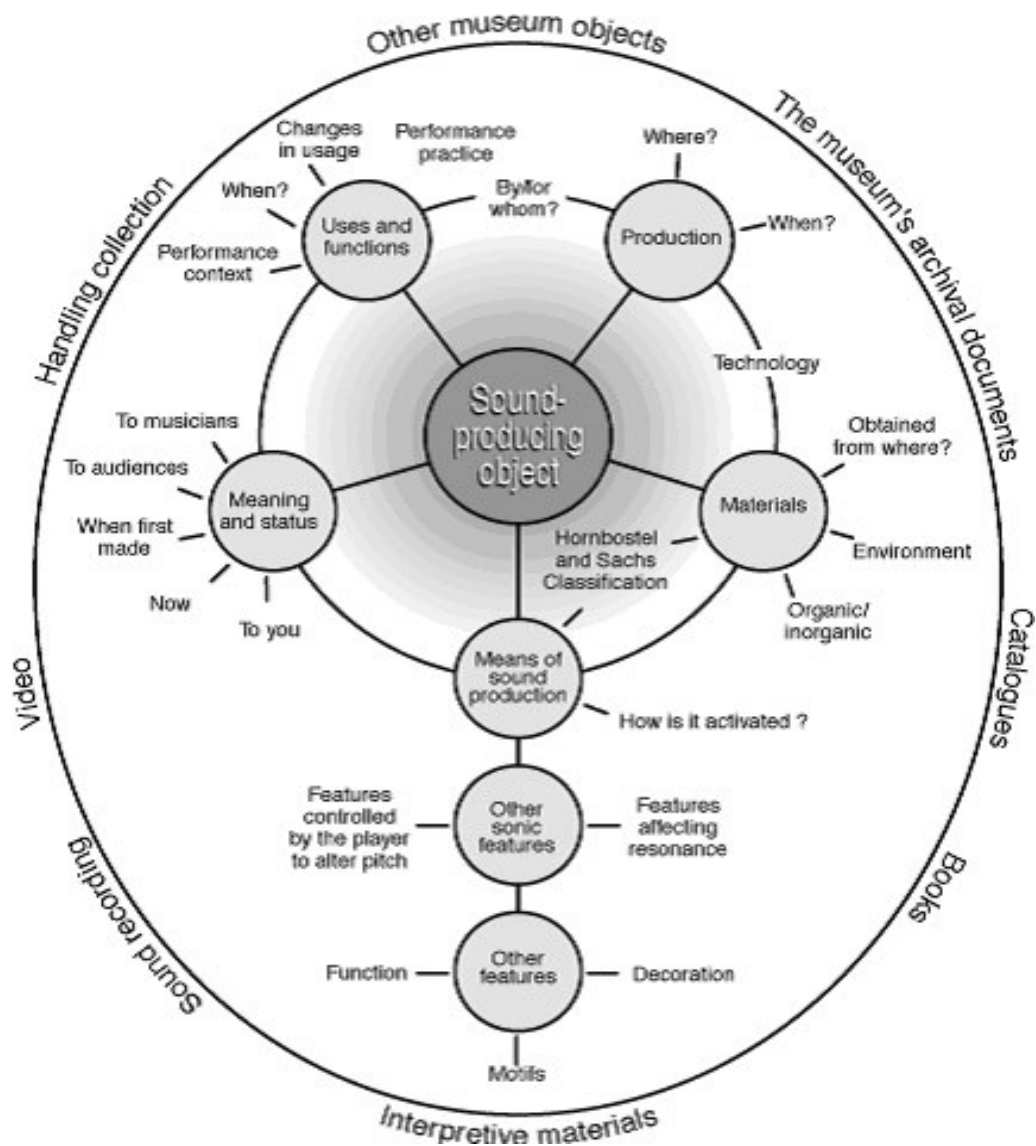 Other museum objects
The museum's archival documents
Handling collection
Changes
in usage
Performance
practice
Where?
When?
By/for
whom?
When?
Uses and
functions
Production
Performance
context
Technology
Sound-
producing
object
To musicians
Obtained
from where?
To audiences
Meaning
and status
Materials
When first
made
Hornbostel
and Sachs
Classification
Environment
Now
To you
Organic/
inorganic
Catalogues
Video
Means of
sound
production
How is it activated ?
Features
controlled
by the player
to alter pitch
Other
sonic
features
Features
affecting
resonance
Books
Sound recording
Function
Other
features
Decoration
Motifs
Interpretive materials